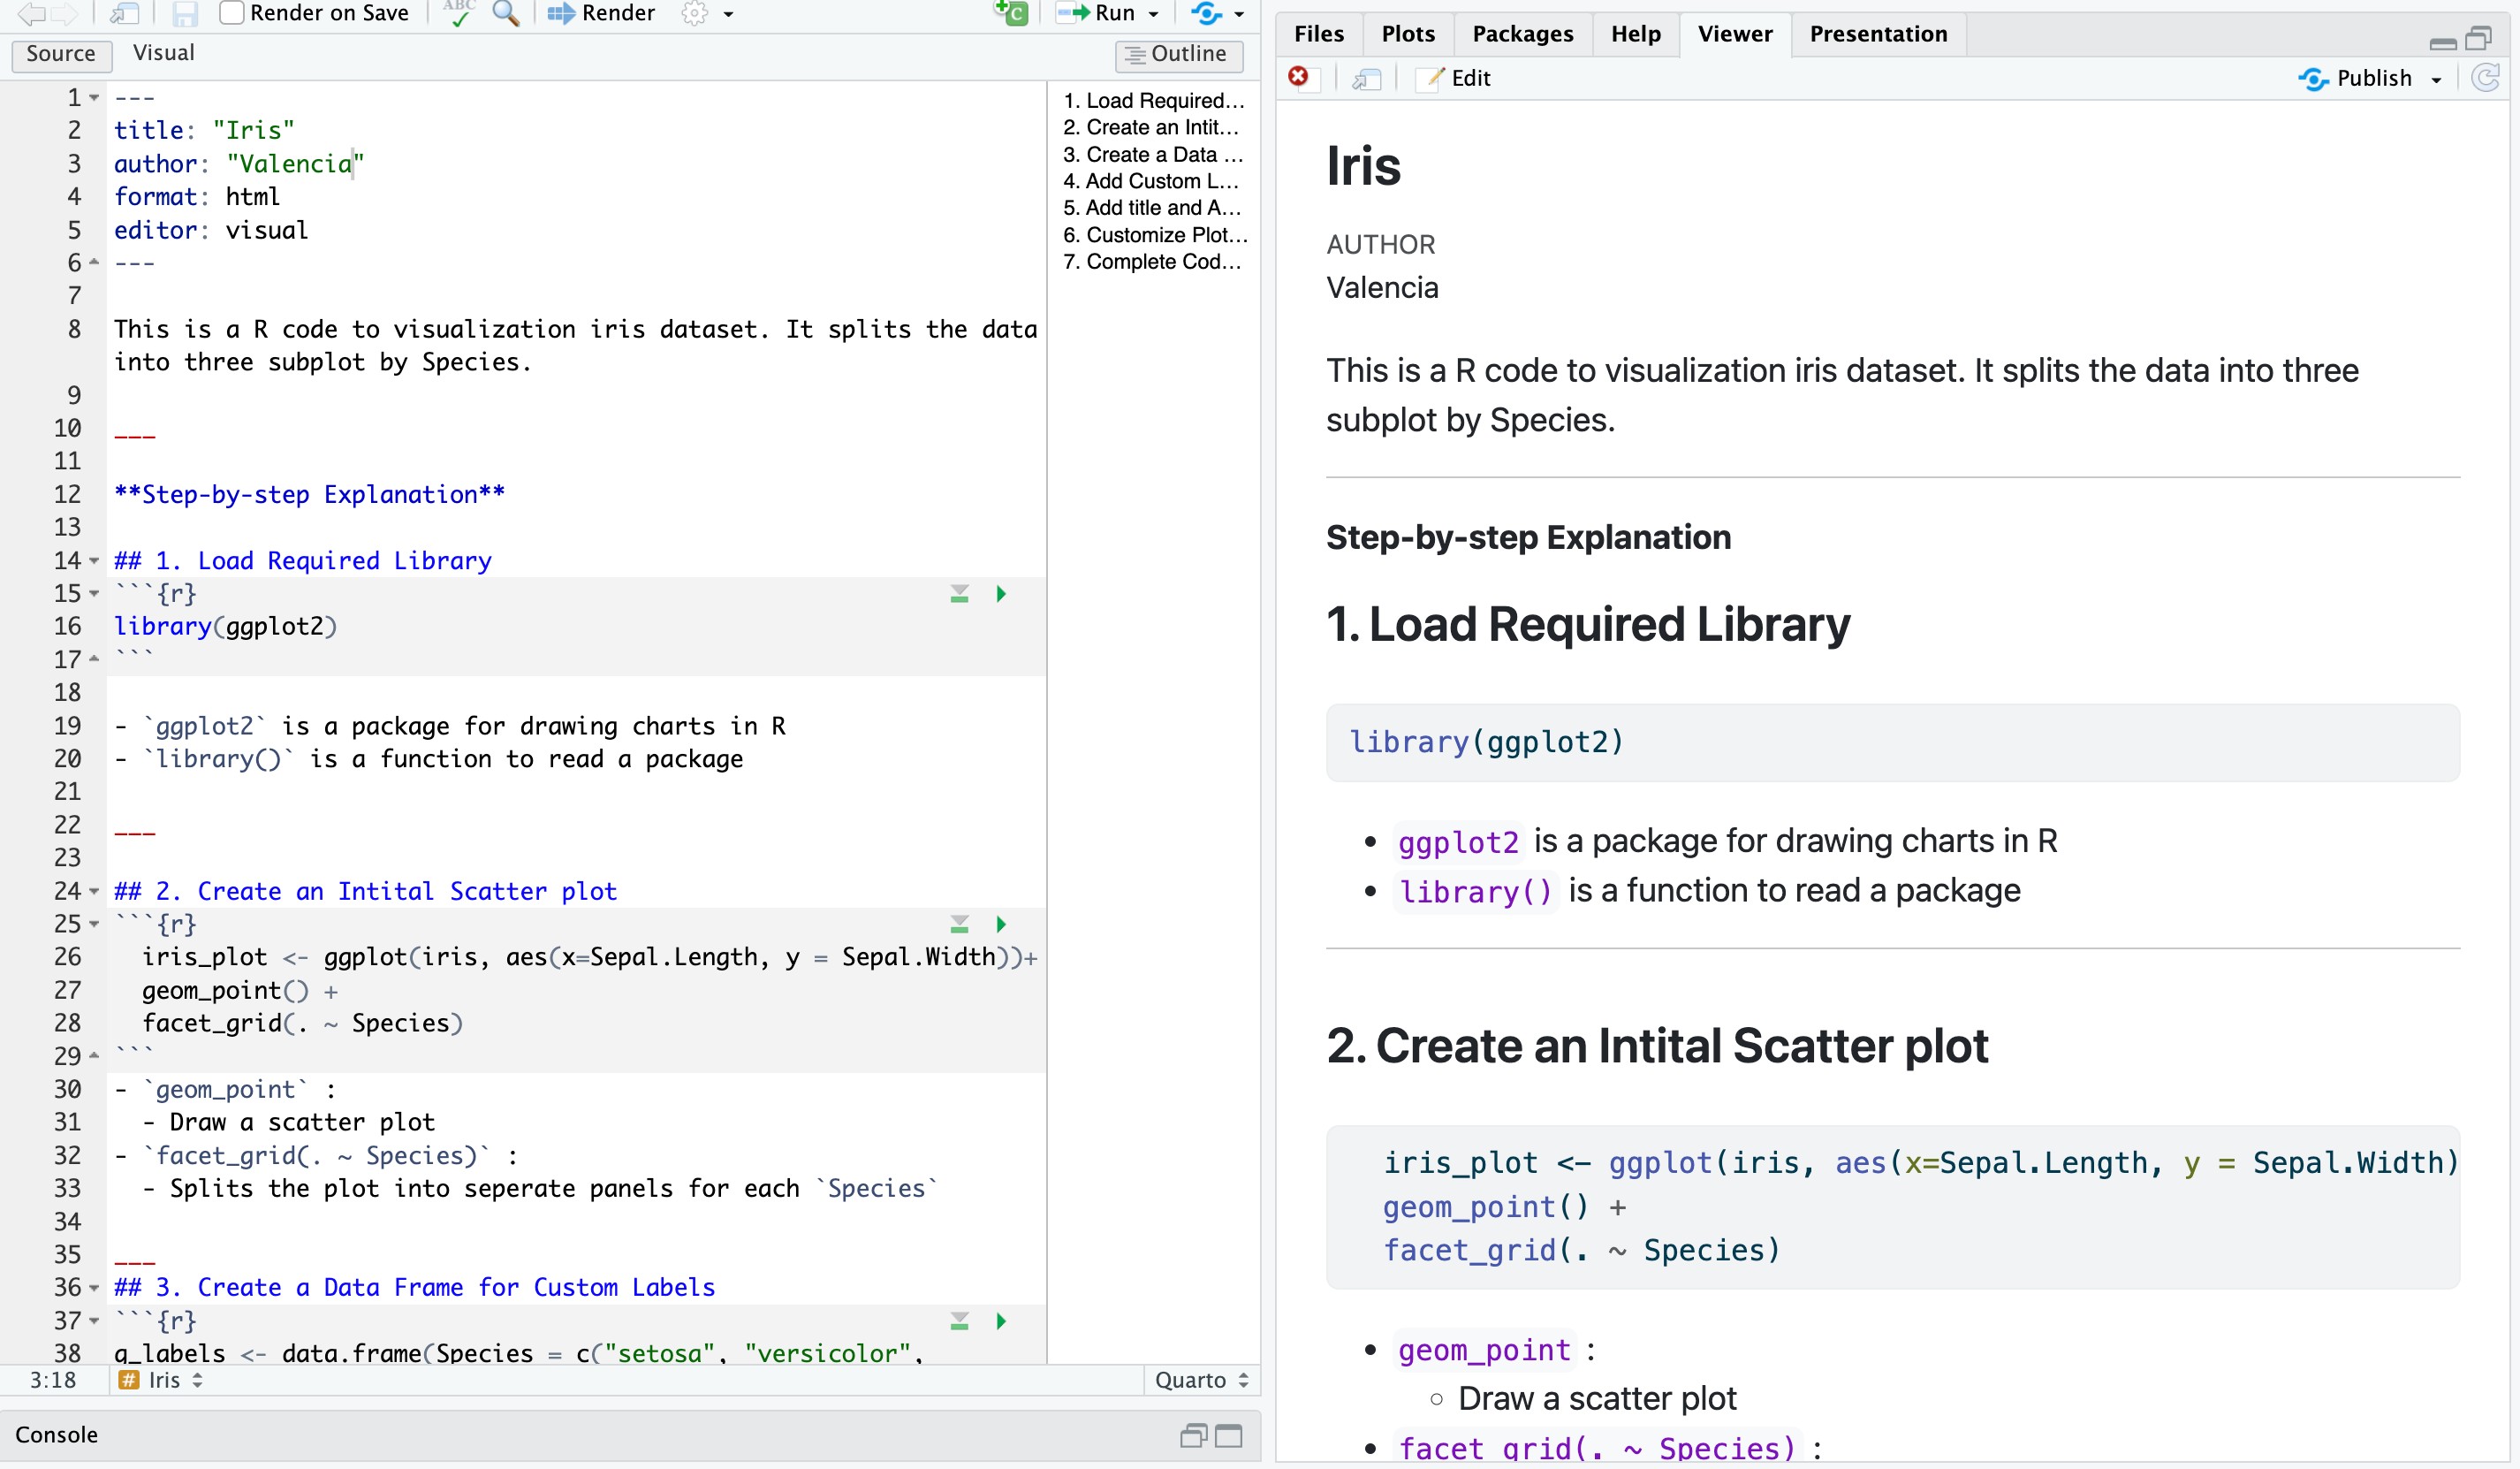 Render on Save
ABC
Render
Run
Source
Visual
Outline
1 ---
2 title: "Iris"
3 author: "Valencia"
4 format: html
5 editor: visual
6 ---
7
8 This is a R code to visualization iris dataset. It splits the data
into three subplot by Species.
9
10 ___
11
12 **Step-by-step Explanation**
13
14 ## 1. Load Required Library
15 ```{r}
16 library(ggplot2)
17 ```
18
19 - `ggplot2` is a package for drawing charts in R
20 - `library()` is a function to read a package
21
22 ___
23
24 ## 2. Create an Intital Scatter plot
25 ```{r}
26 iris_plot <- ggplot(iris, aes(x=Sepal.Length, y = Sepal.Width))+
27 geom_point() +
28 facet_grid(. ~ Species)
29 ```
30 - `geom_point` :
31 - Draw a scatter plot
32 - `facet_grid(. ~ Species)` :
33 - Splits the plot into seperate panels for each `Species`
34
35 ___
36 ## 3. Create a Data Frame for Custom Labels
37 ```{r}
38 g_labels <- data.frame(Species = c("setosa", "versicolor",
1. Load Required...
2. Create an Intit...
3. Create a Data ...
4. Add Custom L...
5. Add title and A...
6. Customize Plot...
7. Complete Cod...
3:18
# Iris
Quarto
Console
Files
Plots
Packages
Help
Viewer
Presentation
Edit
Publish
Iris
AUTHOR
Valencia
This is a R code to visualization iris dataset. It splits the data into three
subplot by Species.
Step-by-step Explanation
1. Load Required Library
library(ggplot2)
• ggplot2 is a package for drawing charts in R
• library() is a function to read a package
2. Create an Intital Scatter plot
iris_plot <- ggplot(iris, aes(x=Sepal.Length, y = Sepal.Width)
geom_point() +
facet_grid(. ~ Species)
• geom_point :
○ Draw a scatter plot
• facet_grid(. ~ Species) :